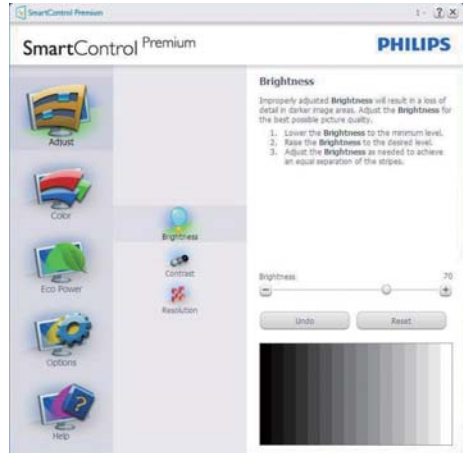 SmartControl Premium
1 - ? X
SmartControl Premium
PHILIPS
Adjust
Color
Eco Power
Options
Help
Brightness
Contrast
Resolution
Brightness
Improperly adjusted Brightness will result in a loss of
detail in darker image areas. Adjust the Brightness for
the best possible picture quality.
1. Lower the Brightness to the minimum level.
2. Raise the Brightness to the desired level.
3. Adjust the Brightness as needed to achieve
an equal separation of the stripes.
Brightness 70
Undo Reset